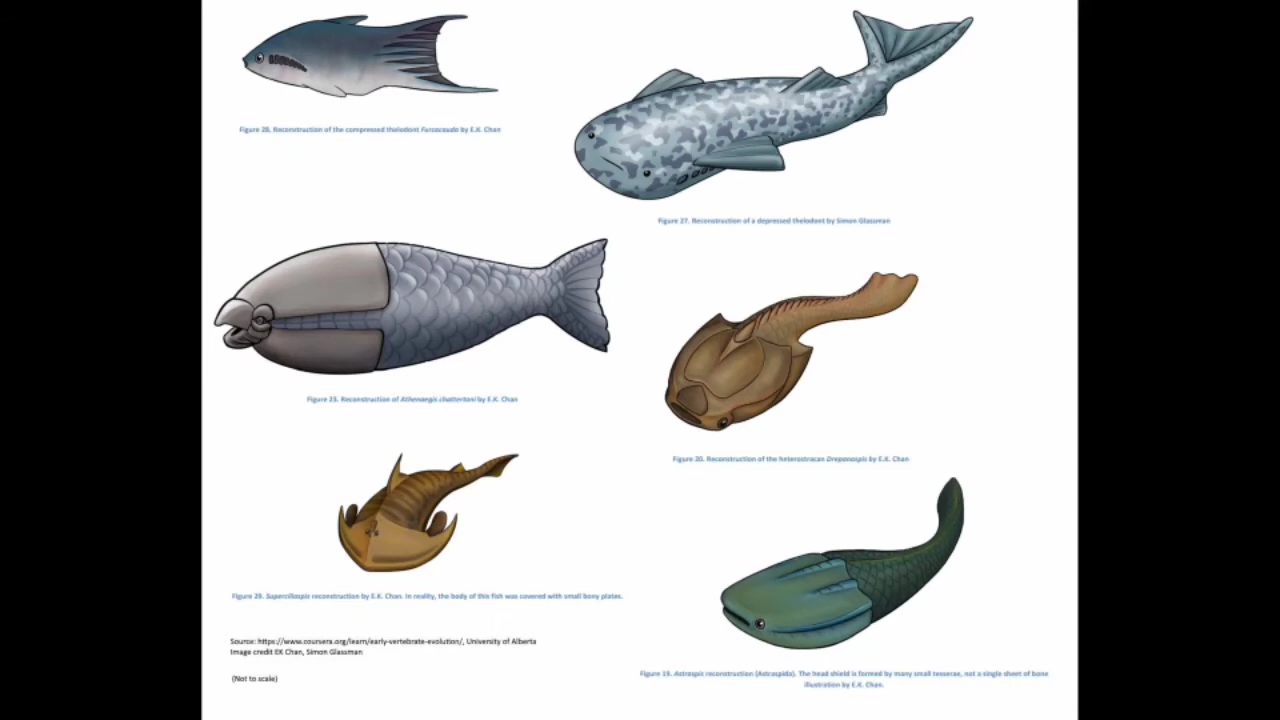 Figure 28. Reconstruction of the compressed thelodont Furcacauda by E.K. Chan
Figure 27. Reconstruction of a depressed thelodont by Simon Glassman
Figure 23. Reconstruction of Athenaegis chattertoni by E.K. Chan
Figure 20. Reconstruction of the heterostracan Drepanaspis by E.K. Chan
Figure 29. Superciliaspis reconstruction by E.K. Chan. In reality, the body of this fish was covered with small bony plates.
Source: https://www.coursera.org/learn/early-vertebrate-evolution/, University of Alberta
Image credit EK Chan, Simon Glassman
(Not to scale)
Figure 19. Astraspis reconstruction (Astraspida). The head shield is formed by many small tesserae, not a single sheet of bone
illustration by E.K. Chan.